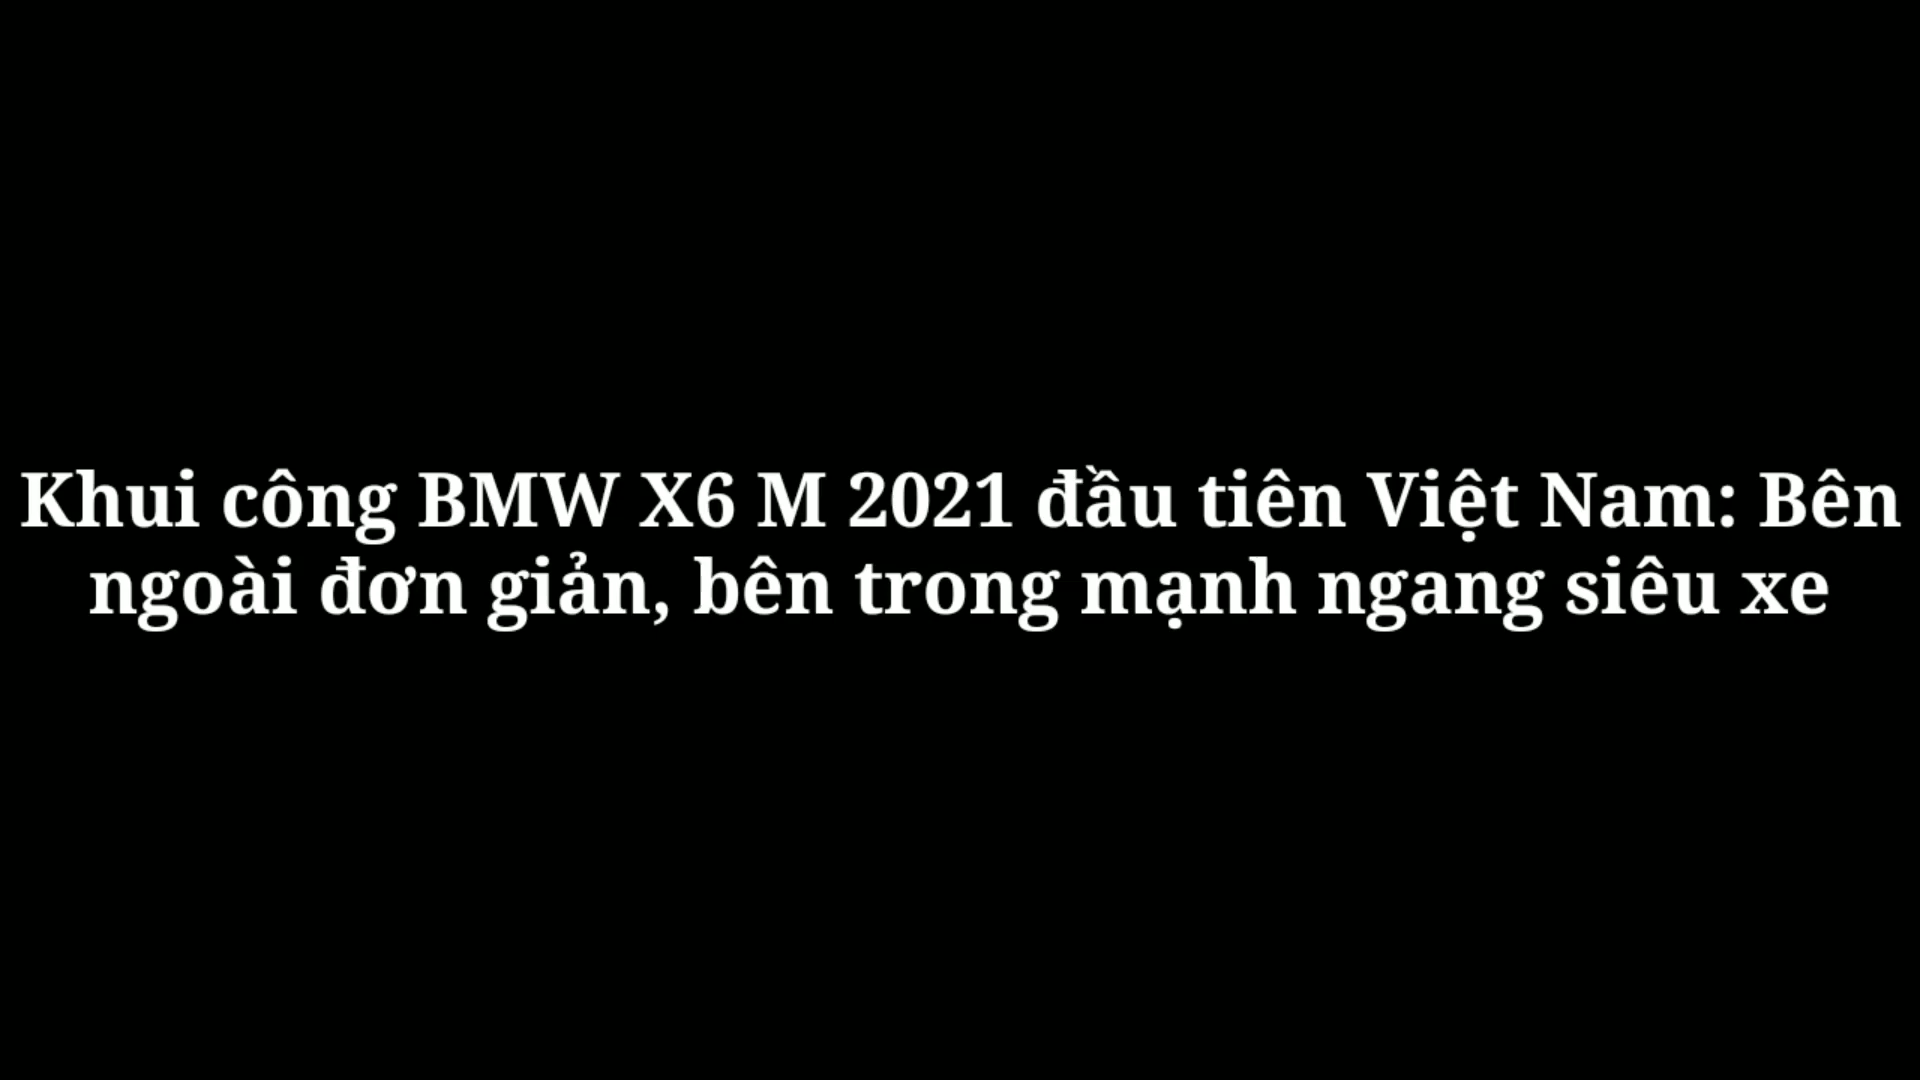 Khui công BMW X6 M 2021 đầu tiên Việt Nam: Bên
ngoài đơn giản, bên trong mạnh ngang siêu xe